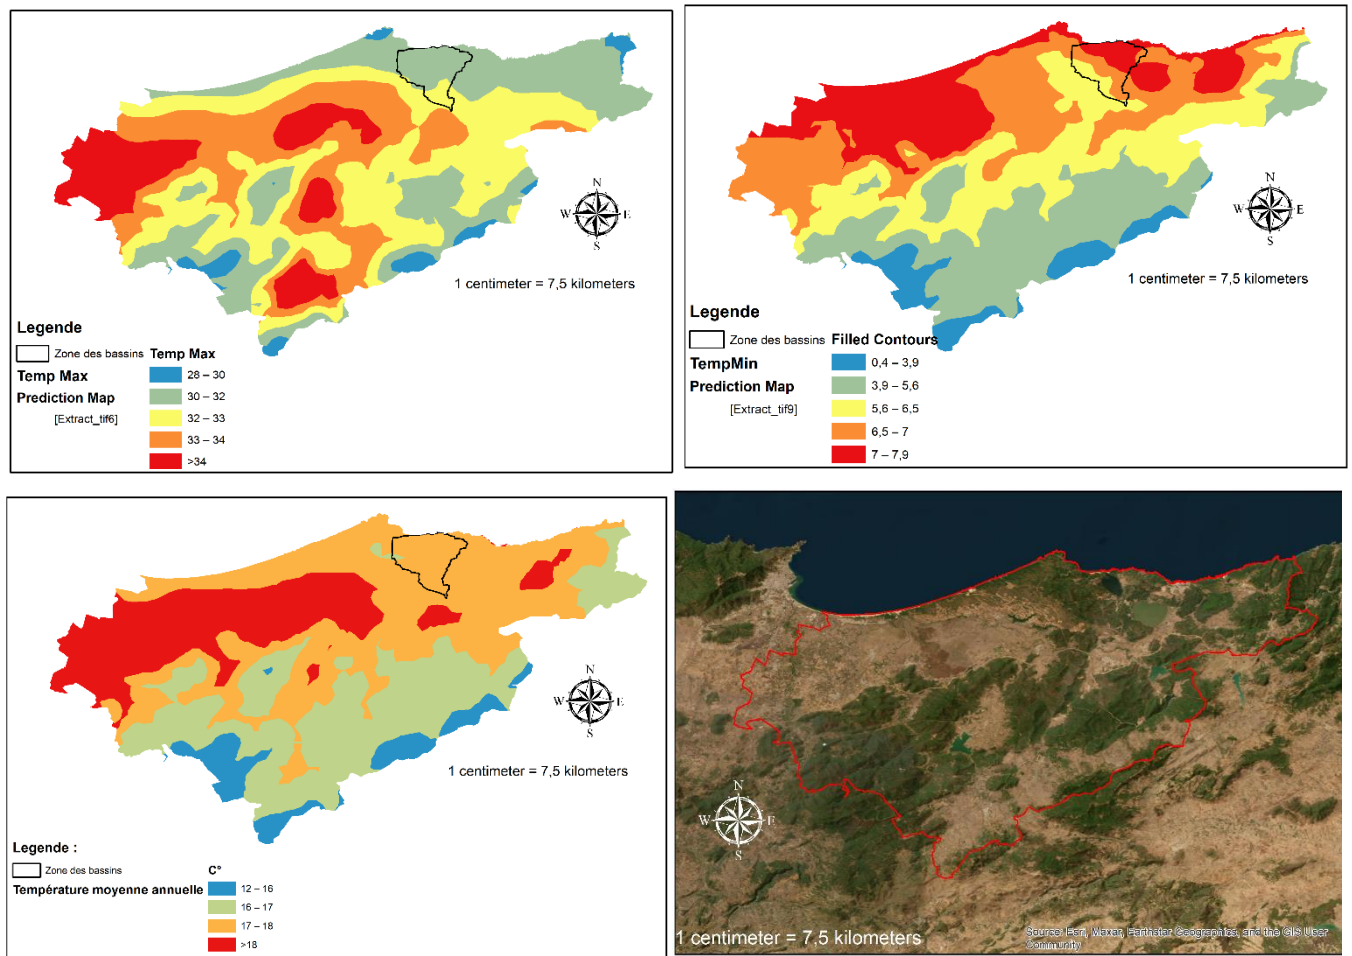 N
W E
S
1 centimeter = 7,5 kilometers
Legende
Zone des bassins
Temp Max
Temp Max
28 – 30
Prediction Map
30 – 32
[Extract_tif6]
32 – 33
33 – 34
>34
N
W E
S
1 centimeter = 7,5 kilometers
Legende
Zone des bassins
Filled Contours
TempMin
0,4 – 3,9
Prediction Map
3,9 – 5,6
[Extract_tif9]
5,6 – 6,5
6,5 – 7
7 – 7,9
N
W E
S
1 centimeter = 7,5 kilometers
Legende :
Zone des bassins
C°
Température moyenne annuelle
12 – 16
16 – 17
17 – 18
>18
N
W E
S
1 centimeter = 7,5 kilometers
Source: Esri, Maxar, Earthstar Geographics, and the GIS User
Community